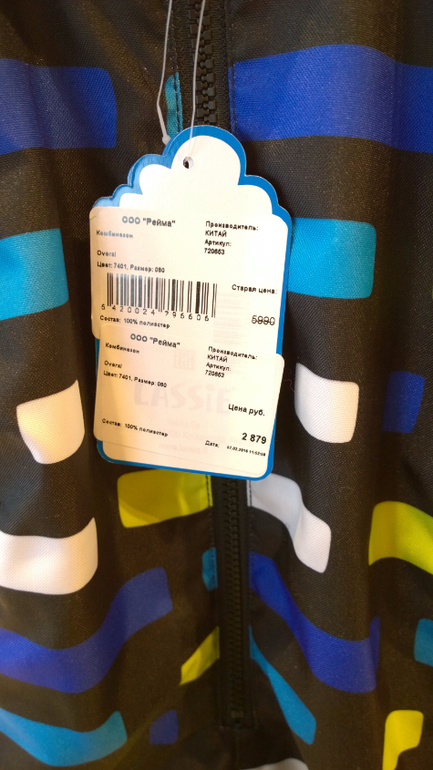 ООО "Рейма"
Комбинезон
Производитель:
КИТАЙ
Артикул:
720663
Overal
Цвет: 7401, Размер: 080
Старая цена:
6 420024 796606
5990
Состав: 100% полиэстер
ООО "Рейма"
Комбинезон
Производитель:
КИТАЙ
Артикул:
720663
Overal
Цвет: 7401, Размер: 080
LASSIE
Цена руб.
2 879
Состав: 100% полиэстер
Дата: